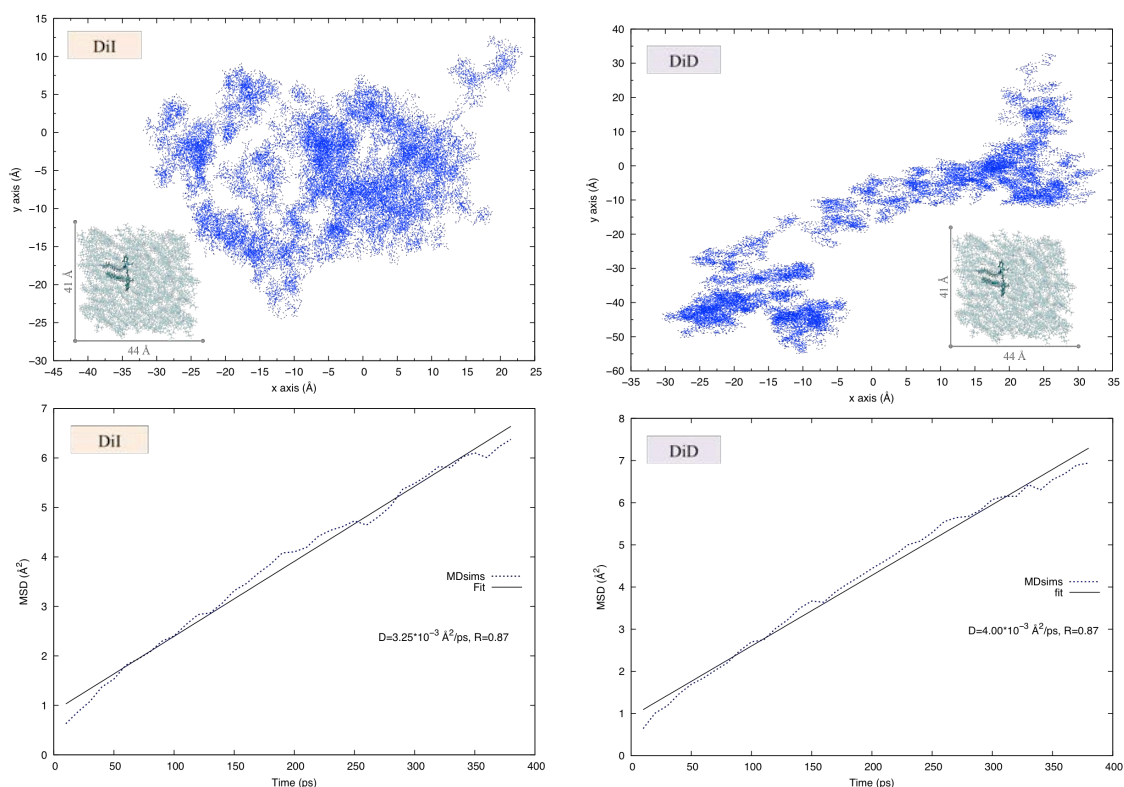 DiI
15
10
5
0
−5
−10
−15
−20
−25
−30
y axis (Å)
41 Å
44 Å
−45 −40 −35 −30 −25 −20 −15 −10 −5 0 5 10 15 20 25
x axis (Å)
DiD
40
30
20
10
0
−10
−20
−30
−40
−50
−60
y axis (Å)
41 Å
44 Å
−35 −30 −25 −20 −15 −10 −5 0 5 10 15 20 25 30 35
x axis (Å)
DiI
7
6
5
4
3
2
1
0
MSD (Å²)
MDsims
Fit
D=3.25*10⁻³ Å²/ps, R=0.87
0 50 100 150 200 250 300 350 400
Time (ps)
DiD
8
7
6
5
4
3
2
1
0
MSD (Å²)
MDsims
fit
D=4.00*10⁻³ Å²/ps, R=0.87
0 50 100 150 200 250 300 350 400
Time (ps)